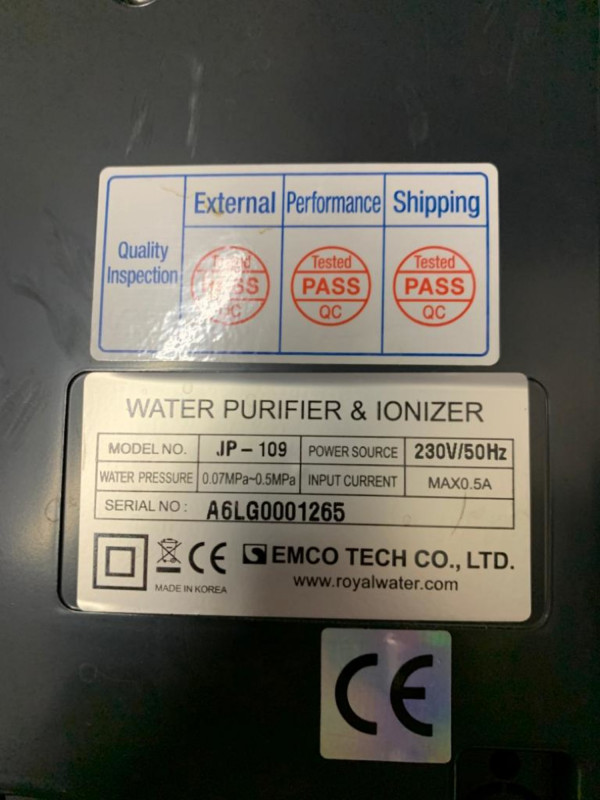 External Performance Shipping
Quality Inspection
Tested PASS QC
Tested PASS QC
Tested PASS QC
WATER PURIFIER & IONIZER
MODEL NO. JP-109 POWER SOURCE 230V/50Hz
WATER PRESSURE 0.07MPa~0.5MPa INPUT CURRENT MAX0.5A
SERIAL NO : A6LG0001265
CE EMCO TECH CO., LTD.
MADE IN KOREA www.royalwater.com
CE